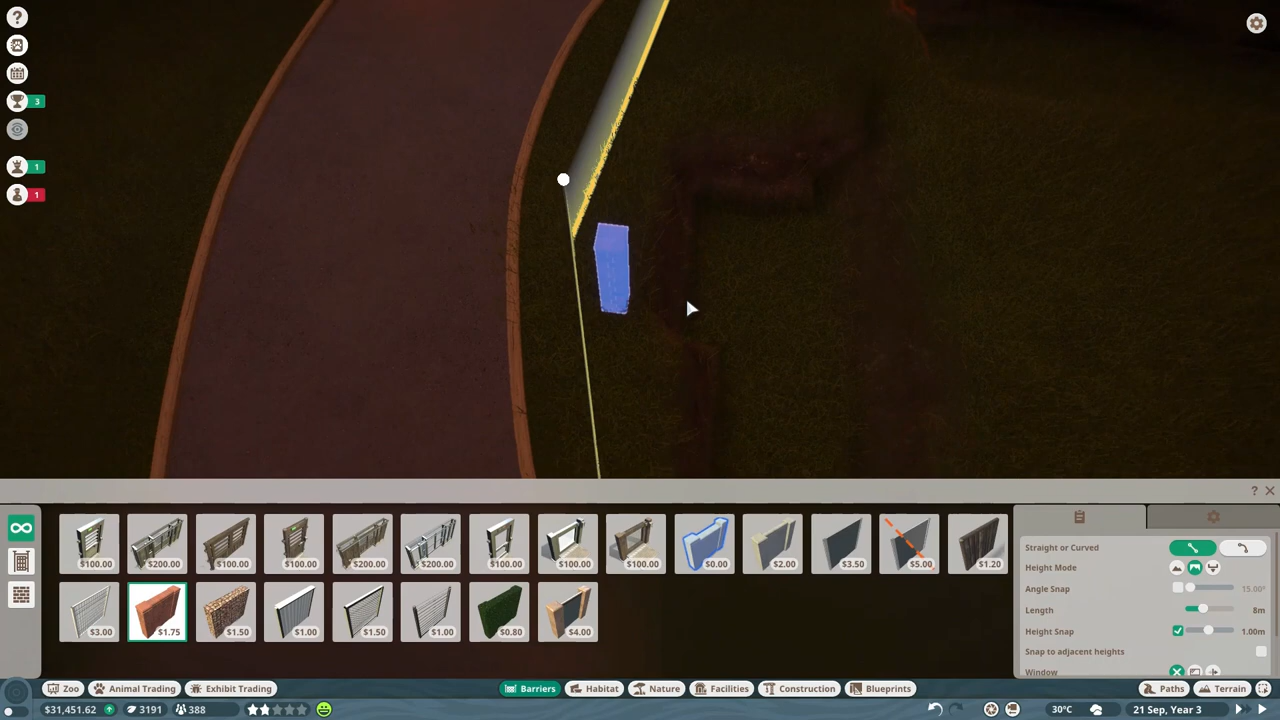 ?
3
1
1
?
$100.00 $200.00 $100.00 $100.00 $200.00 $200.00 $100.00 $100.00 $100.00 $0.00 $2.00 $3.50 $5.00 $1.20
$3.00 $1.75 $1.50 $1.00 $1.50 $1.00 $0.80 $4.00
Straight or Curved
Height Mode
Angle Snap 15.00°
Length 8m
Height Snap 1.00m
Snap to adjacent heights
Window
Zoo Animal Trading Exhibit Trading Barriers Habitat Nature Facilities Construction Blueprints Paths Terrain
$31,451.62 3191 388 30°C 21 Sep, Year 3